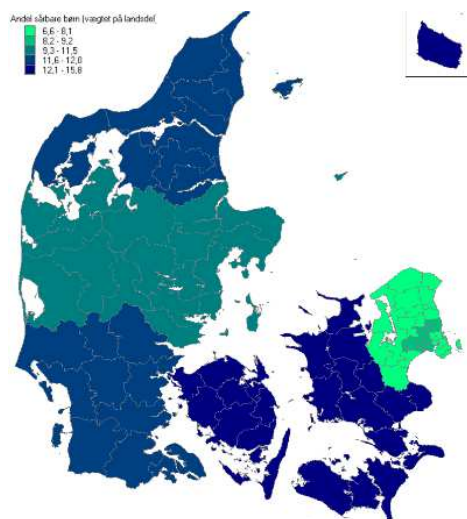 Andel sårbare børn (vægtet på landsdel)
6,6 - 8,1
8,2 - 9,2
9,3 - 11,5
11,6 - 12,0
12,1 - 15,8